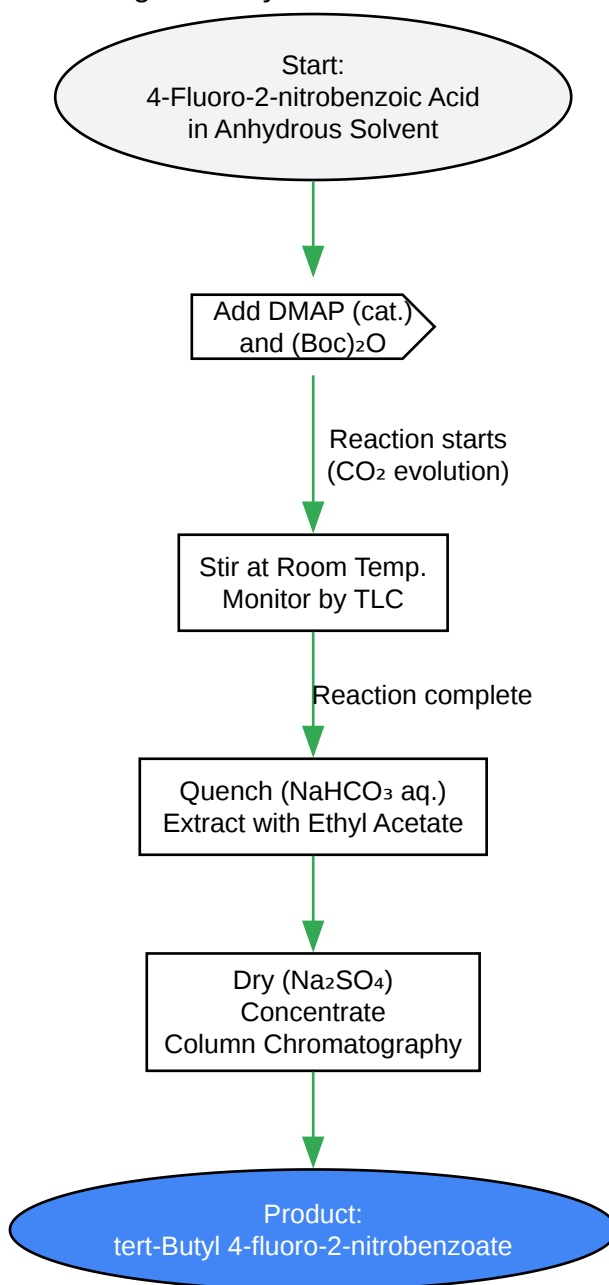 Start:
4-Fluoro-2-nitrobenzoic Acid
in Anhydrous Solvent
Add DMAP (cat.)
and (Boc)₂O
Reaction starts
(CO₂ evolution)
Stir at Room Temp.
Monitor by TLC
Reaction complete
Quench (NaHCO₃ aq.)
Extract with Ethyl Acetate
Dry (Na₂SO₄)
Concentrate
Column Chromatography
Product:
tert-Butyl 4-fluoro-2-nitrobenzoate